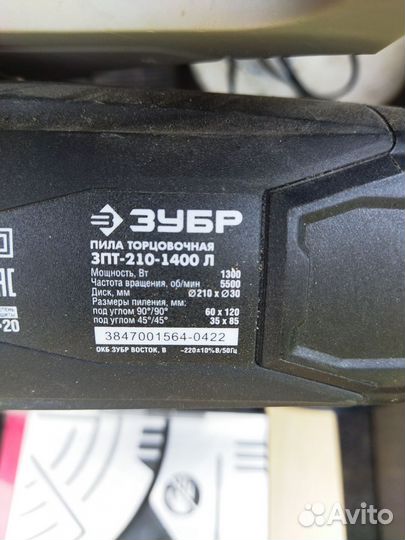 ЗУБР
ПИЛА ТОРЦОВОЧНАЯ
ЗПТ-210-1400 Л
Мощность, Вт 1300
Частота вращения, об/мин 5500
Диск, мм Ø210 x Ø30
Размеры пиления, мм:
под углом 90°/90° 60 x 120
под углом 45°/45° 35 x 85
3847001564-0422
ОКБ ЗУБР ВОСТОК, В ~220±10% В/50Гц
-20
Avito